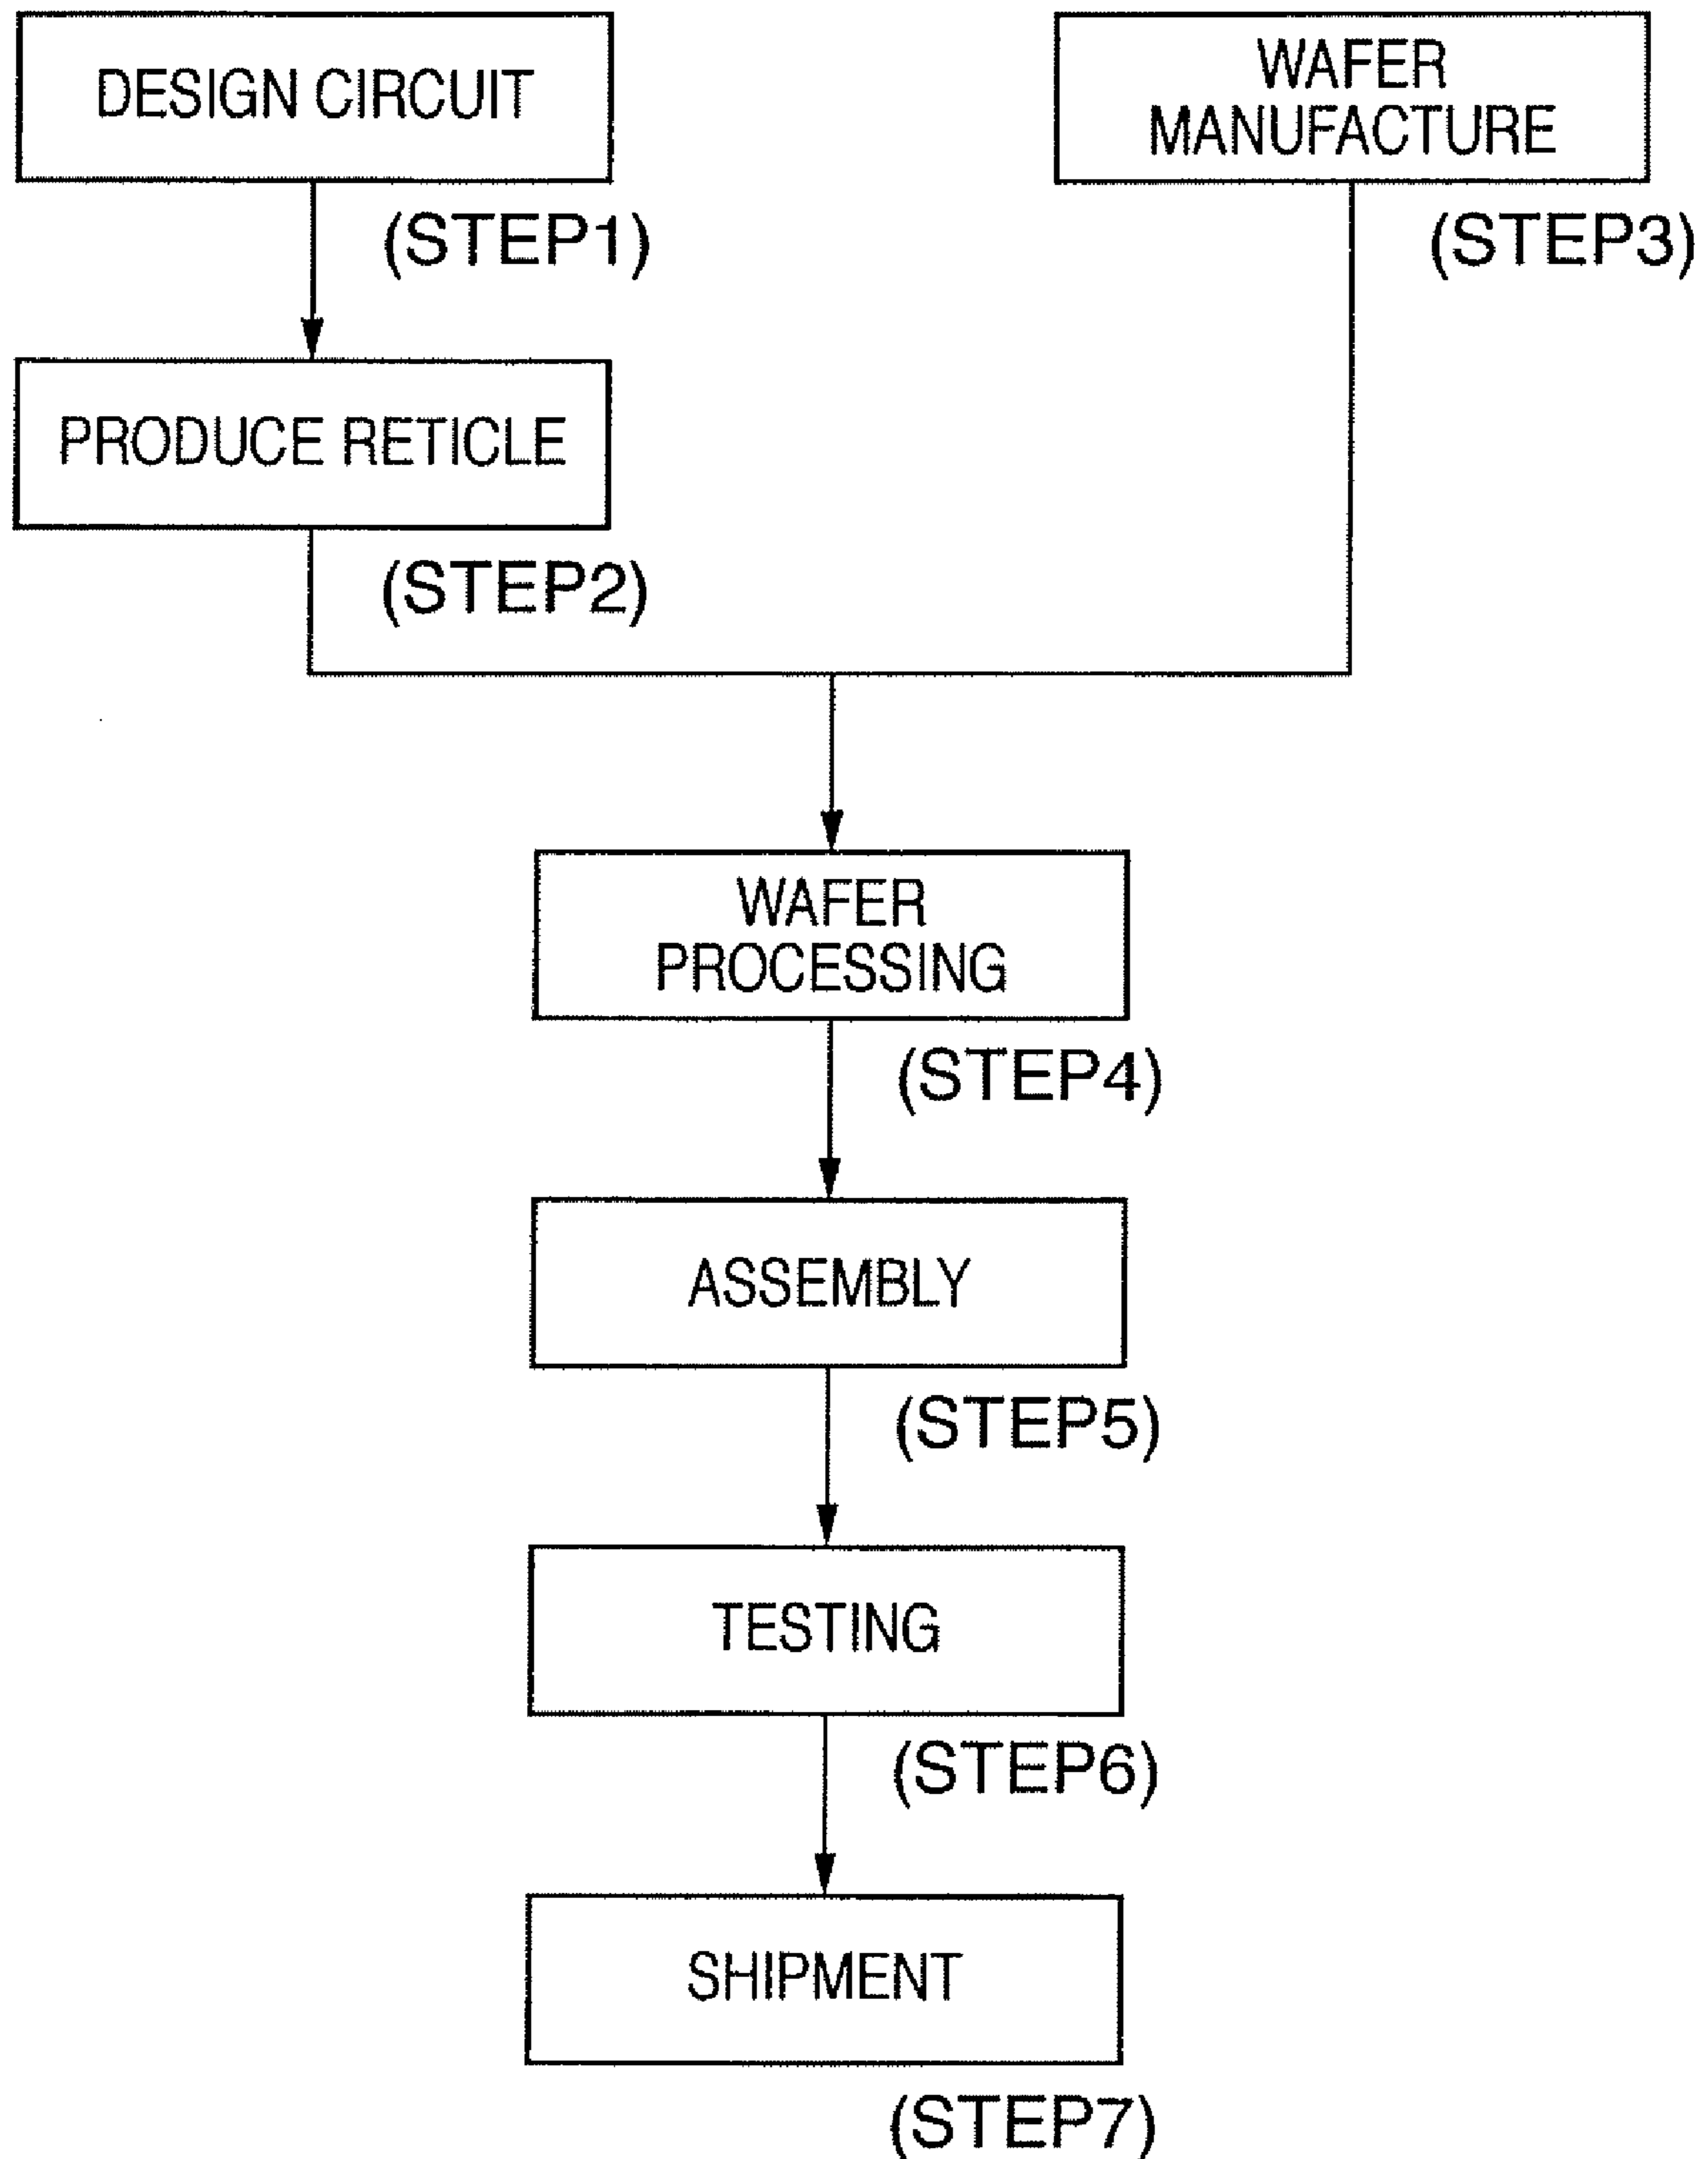 DESIGN CIRCUIT
(STEP1)
PRODUCE RETICLE
(STEP2)
WAFER
MANUFACTURE
(STEP3)
WAFER
PROCESSING
(STEP4)
ASSEMBLY
(STEP5)
TESTING
(STEP6)
SHIPMENT
(STEP7)